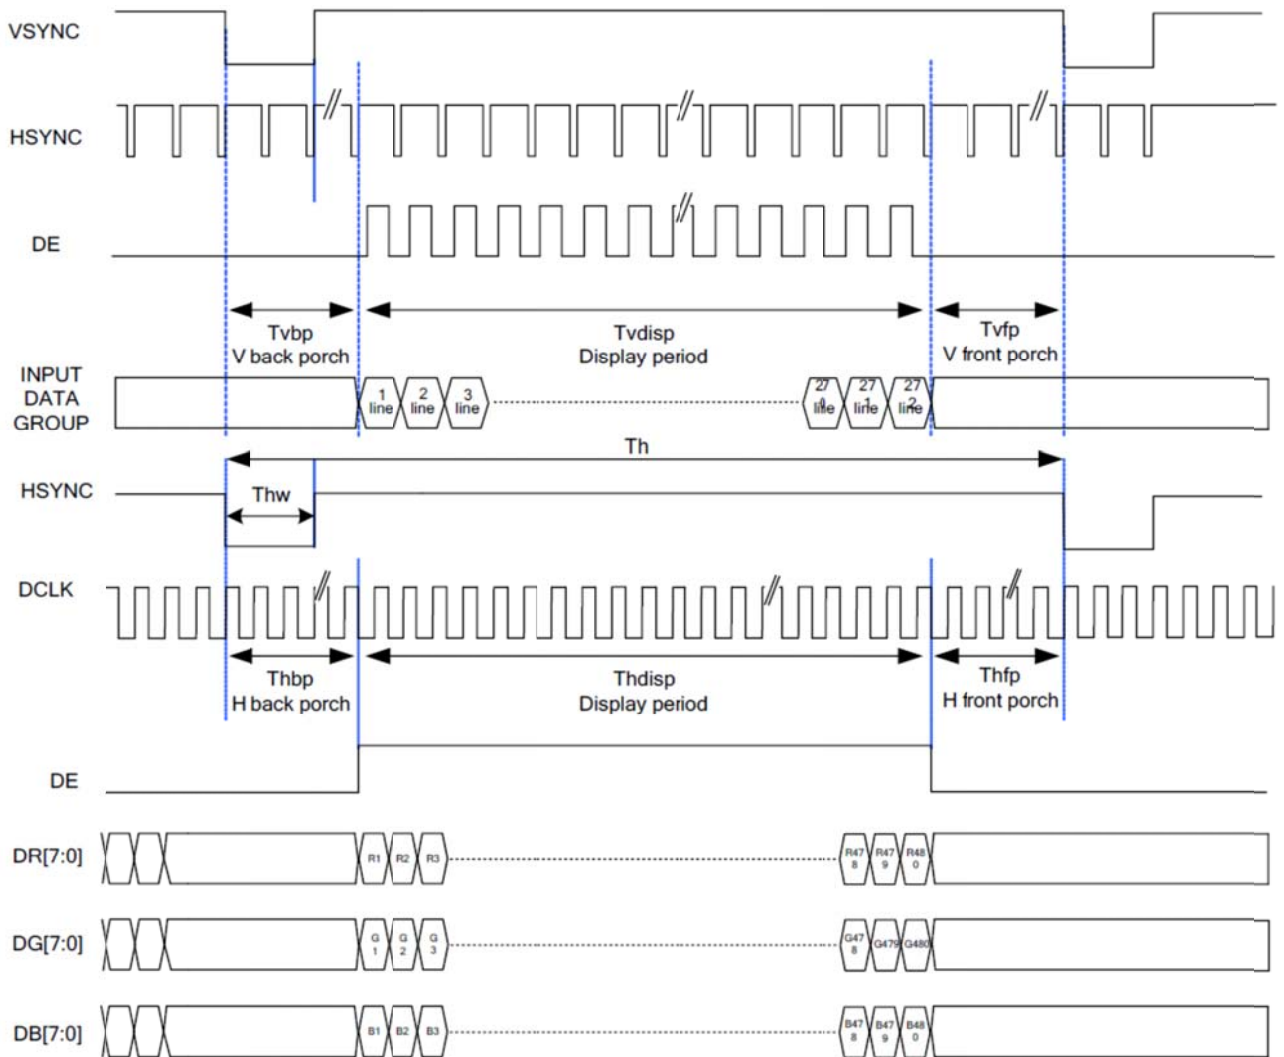 VSYNC
HSYNC
DE
Tvbp
V back porch
Tvdisp
Display period
Tvfp
V front porch
INPUT
DATA
GROUP
1
line
2
line
3
line
27
0
line
27
1
line
27
2
line
Th
HSYNC
Thw
DCLK
Thbp
H back porch
Thdisp
Display period
Thfp
H front porch
DE
DR[7:0]
R1
R2
R3
R47
8
R47
9
R48
0
DG[7:0]
G
1
G
2
G
3
G47
8
G479
G480
DB[7:0]
B1
B2
B3
B47
8
B47
9
B48
0